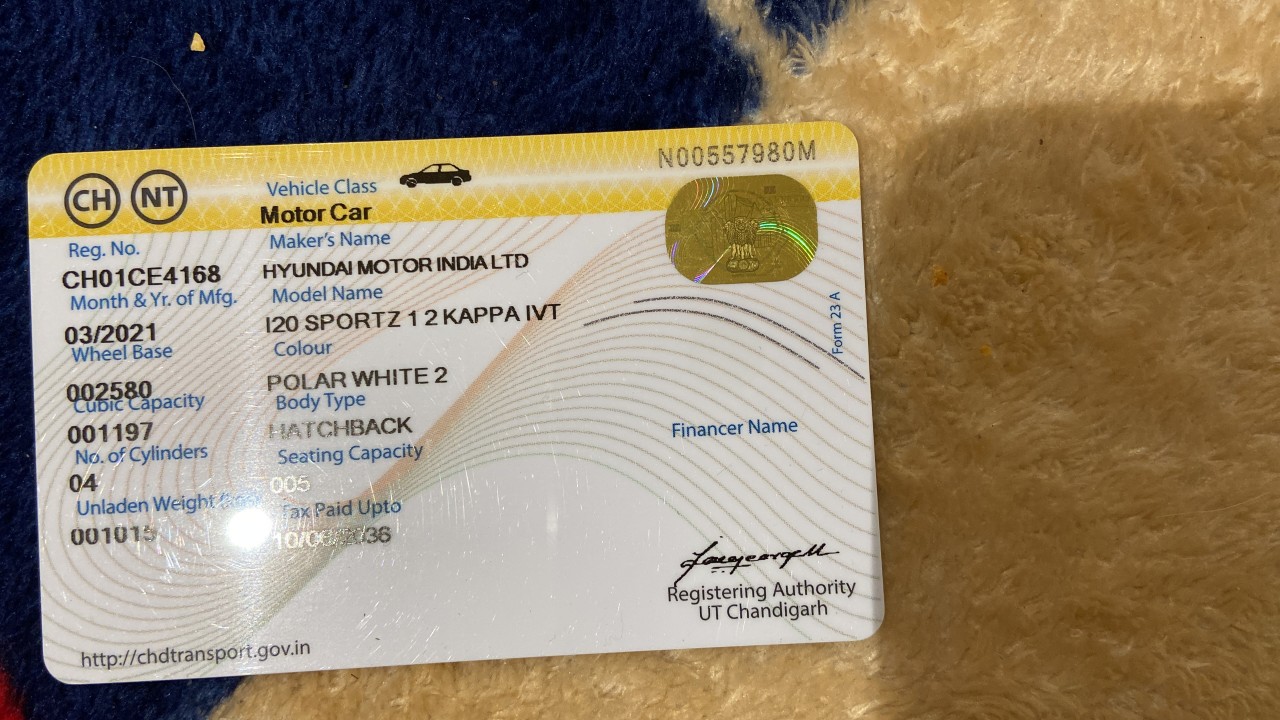 N00557980M
CH NT
Vehicle Class
Motor Car
Reg. No.
CH01CE4168
Maker's Name
HYUNDAI MOTOR INDIA LTD
Month & Yr. of Mfg.
03/2021
Model Name
I20 SPORTZ 1 2 KAPPA IVT
Wheel Base
002580
Colour
POLAR WHITE 2
Cubic Capacity
001197
Body Type
HATCHBACK
No. of Cylinders
04
Seating Capacity
005
Unladen Weight
001015
Tax Paid Upto
Form 23 A
Financer Name
Registering Authority
UT Chandigarh
http://chdtransport.gov.in